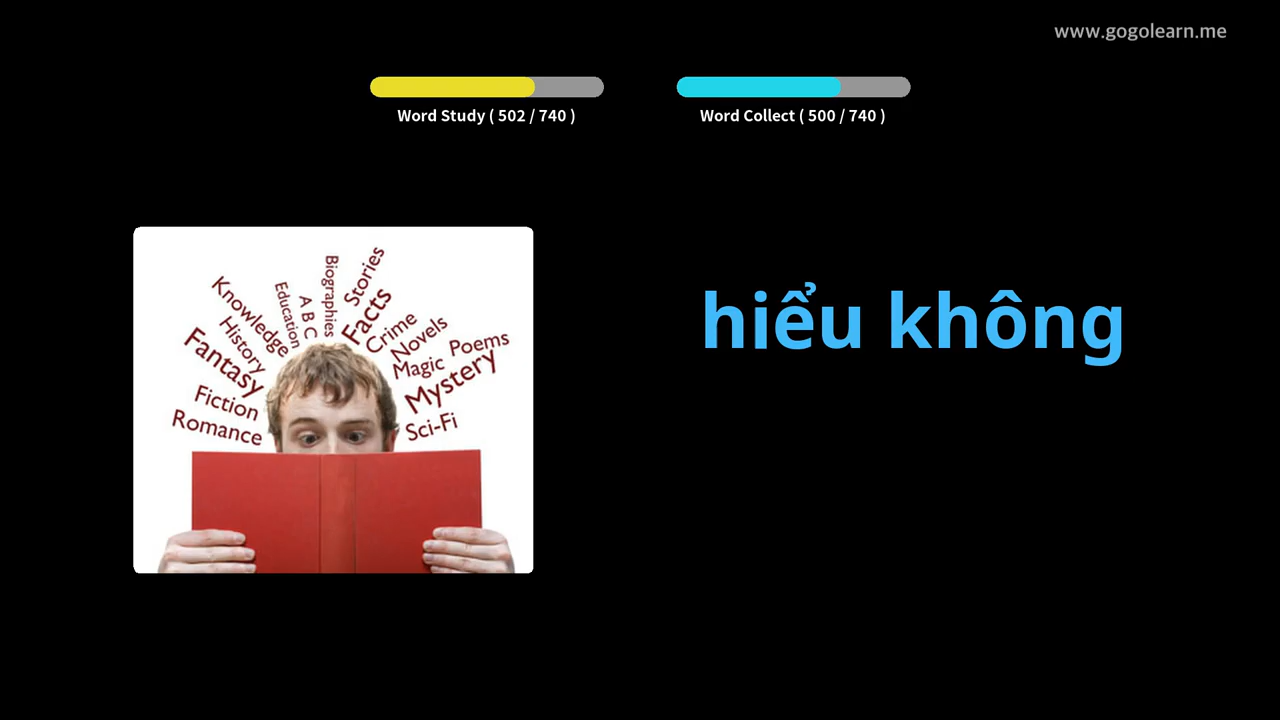 www.gogolearn.me
Word Study ( 502 / 740 )
Word Collect ( 500 / 740 )
hiểu không
Biographies
Stories
Education
A B C
Facts
Knowledge
Crime
History
Novels
Poems
Fantasy
Magic
Mystery
Fiction
Romance
Sci-Fi